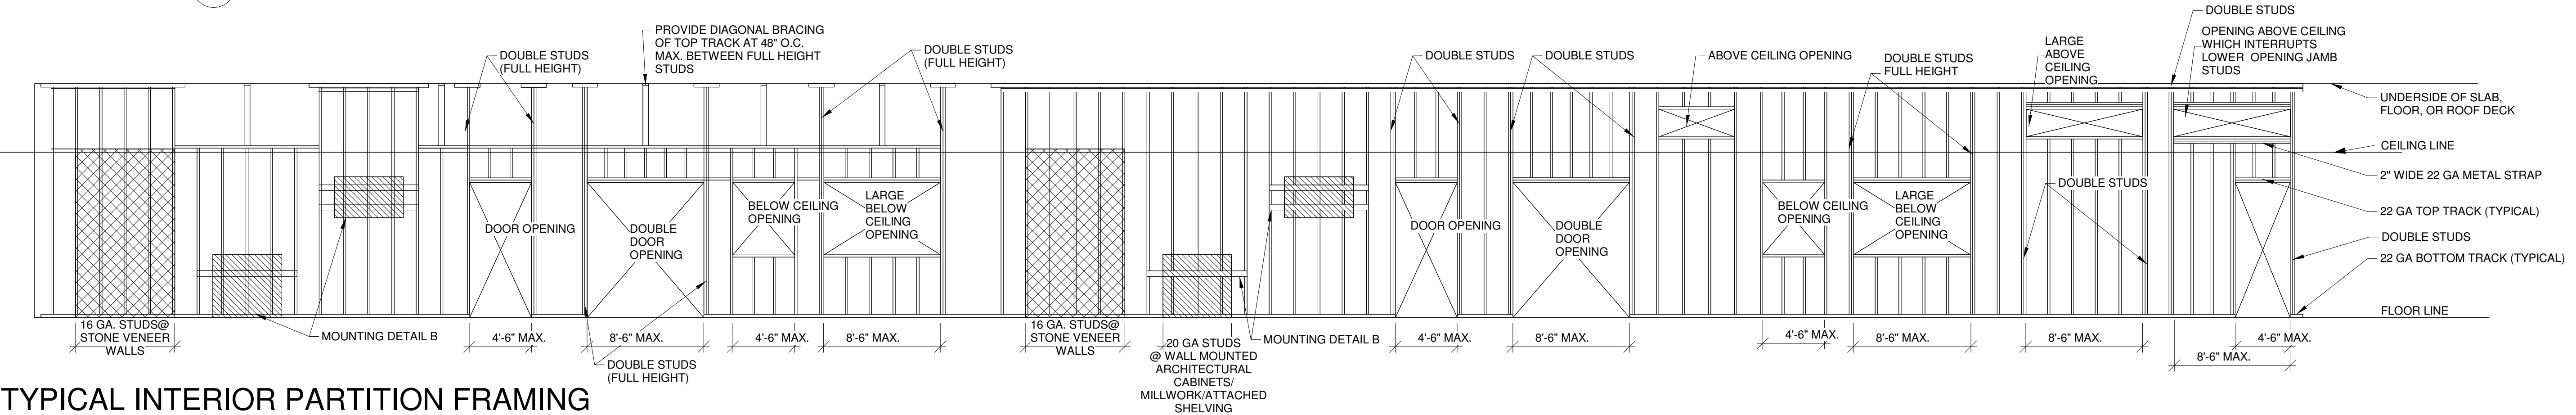 PROVIDE DIAGONAL BRACING
OF TOP TRACK AT 48" O.C.
MAX. BETWEEN FULL HEIGHT
STUDS
DOUBLE STUDS
(FULL HEIGHT)
DOUBLE STUDS
(FULL HEIGHT)
DOUBLE STUDS
DOUBLE STUDS
ABOVE CEILING OPENING
DOUBLE STUDS
FULL HEIGHT
LARGE
ABOVE
CEILING
OPENING
DOUBLE STUDS
OPENING ABOVE CEILING
WHICH INTERRUPTS
LOWER OPENING JAMB
STUDS
UNDERSIDE OF SLAB,
FLOOR, OR ROOF DECK
CEILING LINE
2" WIDE 22 GA METAL STRAP
22 GA TOP TRACK (TYPICAL)
DOUBLE STUDS
22 GA BOTTOM TRACK (TYPICAL)
FLOOR LINE
DOOR OPENING
DOUBLE
DOOR
OPENING
BELOW CEILING
OPENING
LARGE
BELOW
CEILING
OPENING
DOOR OPENING
DOUBLE
DOOR
OPENING
BELOW CEILING
OPENING
LARGE
BELOW
CEILING
OPENING
DOUBLE STUDS
16 GA. STUDS@
STONE VENEER
WALLS
MOUNTING DETAIL B
4'-6" MAX.
8'-6" MAX.
4'-6" MAX.
8'-6" MAX.
DOUBLE STUDS
(FULL HEIGHT)
16 GA. STUDS@
STONE VENEER
WALLS
20 GA STUDS
@ WALL MOUNTED
ARCHITECTURAL
CABINETS/
MILLWORK/ATTACHED
SHELVING
MOUNTING DETAIL B
4'-6" MAX.
8'-6" MAX.
4'-6" MAX.
8'-6" MAX.
8'-6" MAX.
4'-6" MAX.
8'-6" MAX.
TYPICAL INTERIOR PARTITION FRAMING